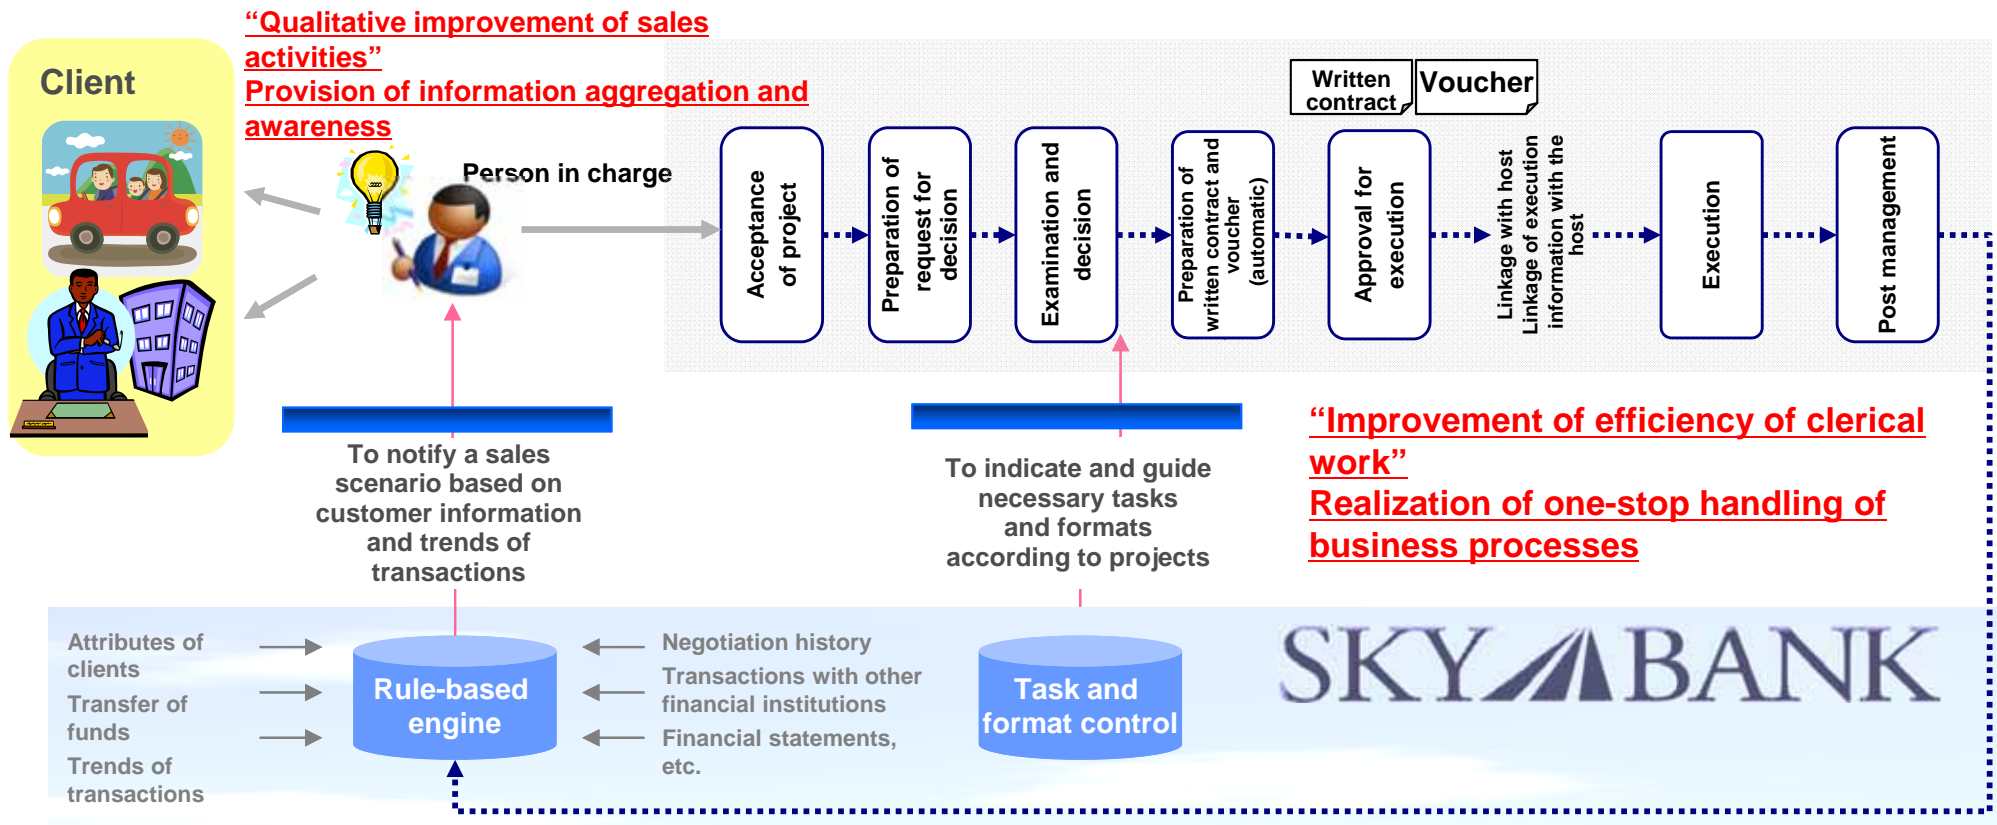 “Qualitative improvement of sales
activities”
Provision of information aggregation and
awareness
Client
Person in charge
Written
contract
Voucher
Acceptance
of project
Preparation of
request for
decision
Examination and
decision
Preparation of
written contract and
voucher
(automatic)
Approval for
execution
Linkage with host
Linkage of execution
information with the
host
Execution
Post management
To notify a sales
scenario based on
customer information
and trends of
transactions
To indicate and guide
necessary tasks
and formats
according to projects
“Improvement of efficiency of clerical
work”
Realization of one-stop handling of
business processes
Attributes of
clients
Transfer of
funds
Trends of
transactions
Rule-based
engine
Negotiation history
Transactions with other
financial institutions
Financial statements,
etc.
Task and
format control
SKY BANK